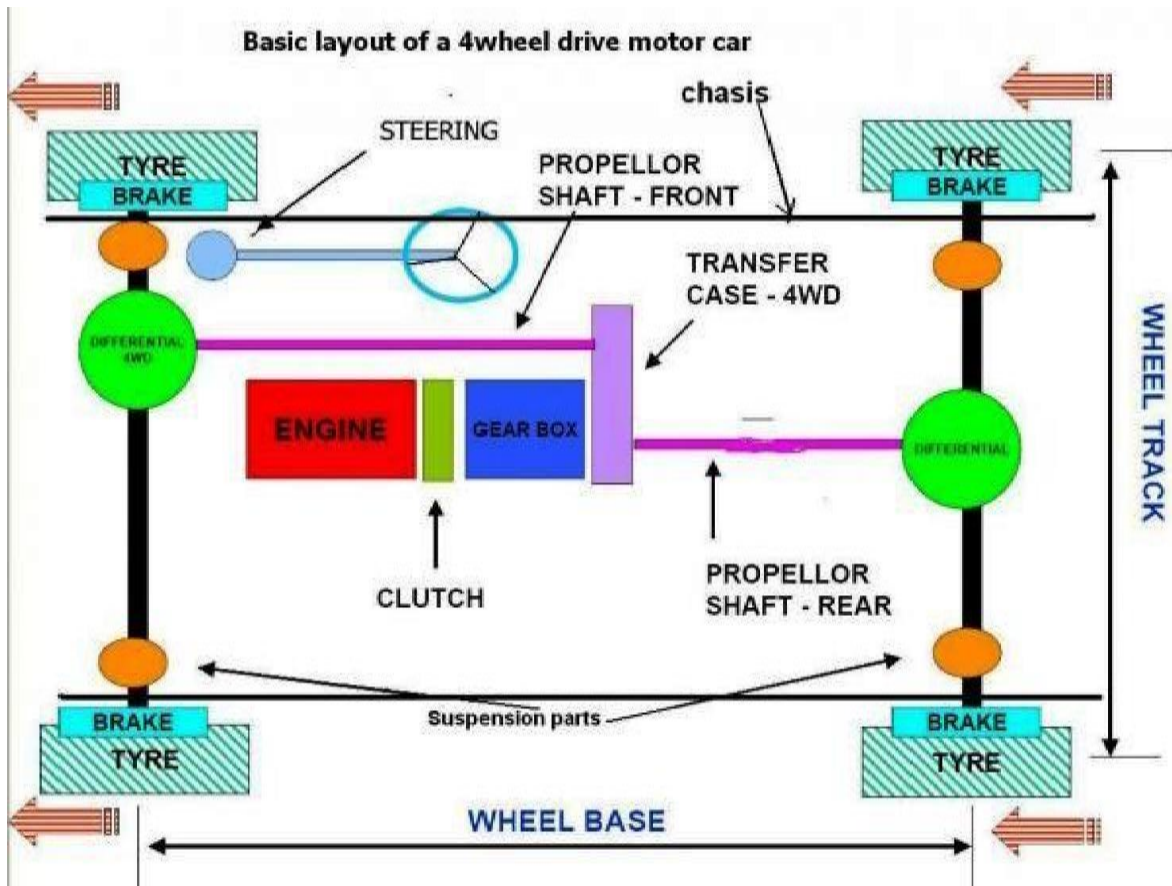 Basic layout of a 4wheel drive motor car
chasis
STEERING
TYRE
BRAKE
TYRE
BRAKE
PROPELLOR
SHAFT - FRONT
TRANSFER
CASE - 4WD
DIFFERENTIAL
4WD
ENGINE
GEAR BOX
DIFFERENTIAL
WHEEL TRACK
CLUTCH
PROPELLOR
SHAFT - REAR
Suspension parts
BRAKE
TYRE
BRAKE
TYRE
WHEEL BASE